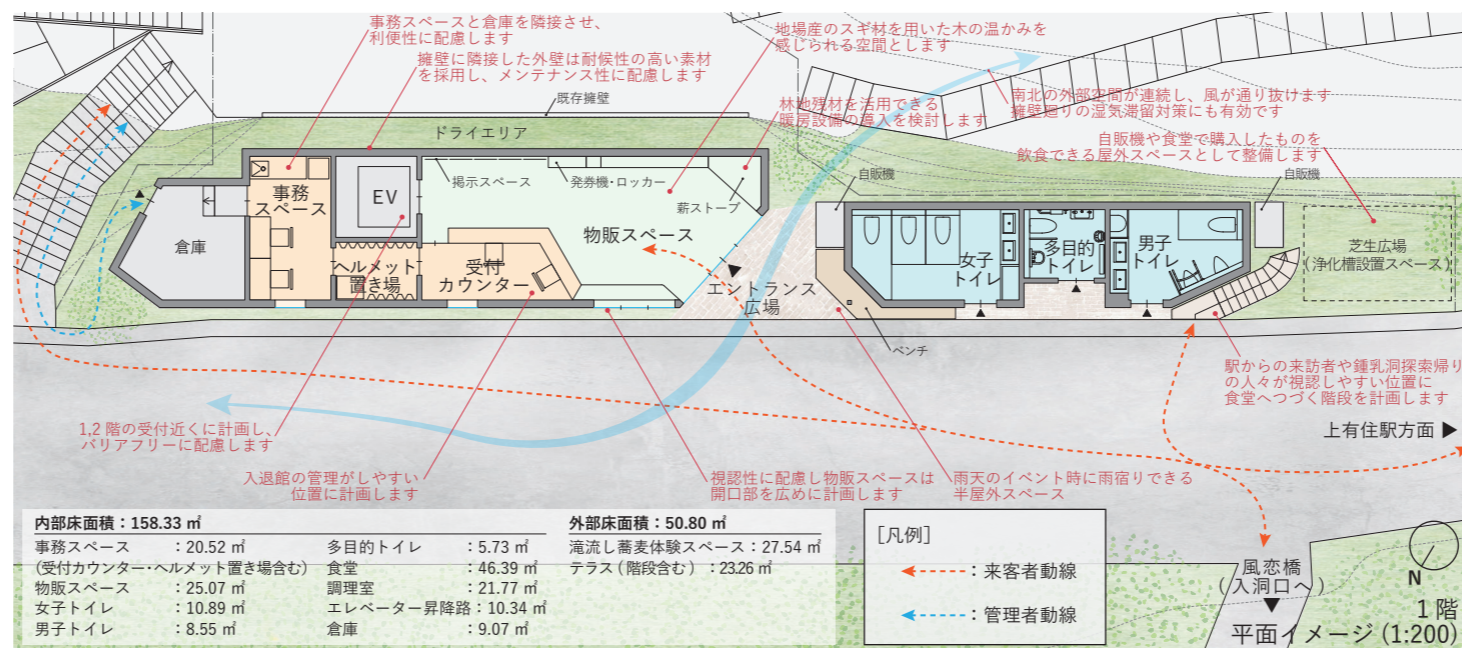 事務スペースと倉庫を隣接させ、
利便性に配慮します
擁壁に隣接した外壁は耐候性の高い素材
を採用し、メンテナンス性に配慮します
地場産のスギ材を用いた木の温かみを
感じられる空間とします
林地残材を活用できる
暖房設備の導入を検討します
南北の外部空間が連続し、風が通り抜けます
擁壁廻りの湿気滞留対策にも有効です
自販機や食堂で購入したものを
飲食できる屋外スペースとして整備します
既存擁壁
ドライエリア
掲示スペース
発券機・ロッカー
薪ストーブ
自販機
自販機
倉庫
事務
スペース
EV
ヘルメット
置き場
受付
カウンター
物販スペース
エントランス
広場
女子
トイレ
多目的
トイレ
男子
トイレ
芝生広場
(浄化槽設置スペース)
ベンチ
駅からの来訪者や鍾乳洞探索帰り
の人々が視認しやすい位置に
食堂へつづく階段を計画します
上有住駅方面 ▶
1,2 階の受付近くに計画し、
バリアフリーに配慮します
入退館の管理がしやすい
位置に計画します
視認性に配慮し物販スペースは
開口部を広めに計画します
雨天のイベント時に雨宿りできる
半屋外スペース
内部床面積:158.33 ㎡
事務スペース :20.52 ㎡
(受付カウンター・ヘルメット置き場含む)
物販スペース :25.07 ㎡
女子トイレ :10.89 ㎡
男子トイレ :8.55 ㎡
多目的トイレ :5.73 ㎡
食堂 :46.39 ㎡
調理室 :21.77 ㎡
エレベーター昇降路:10.34 ㎡
倉庫 :9.07 ㎡
外部床面積:50.80 ㎡
滝流し蕎麦体験スペース:27.54 ㎡
テラス(階段含む) :23.26 ㎡
[凡例]
:来客者動線
:管理者動線
風恋橋
(入洞口へ)
▼
N
1 階
平面イメージ (1:200)